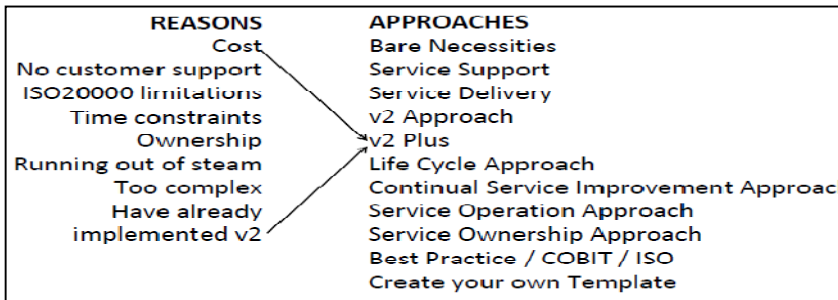 REASONS
Cost
No customer support
ISO20000 limitations
Time constraints
Ownership
Running out of steam
Too complex
Have already
implemented v2
APPROACHES
Bare Necessities
Service Support
Service Delivery
v2 Approach
v2 Plus
Life Cycle Approach
Continual Service Improvement Approach
Service Operation Approach
Service Ownership Approach
Best Practice / COBIT / ISO
Create your own Template